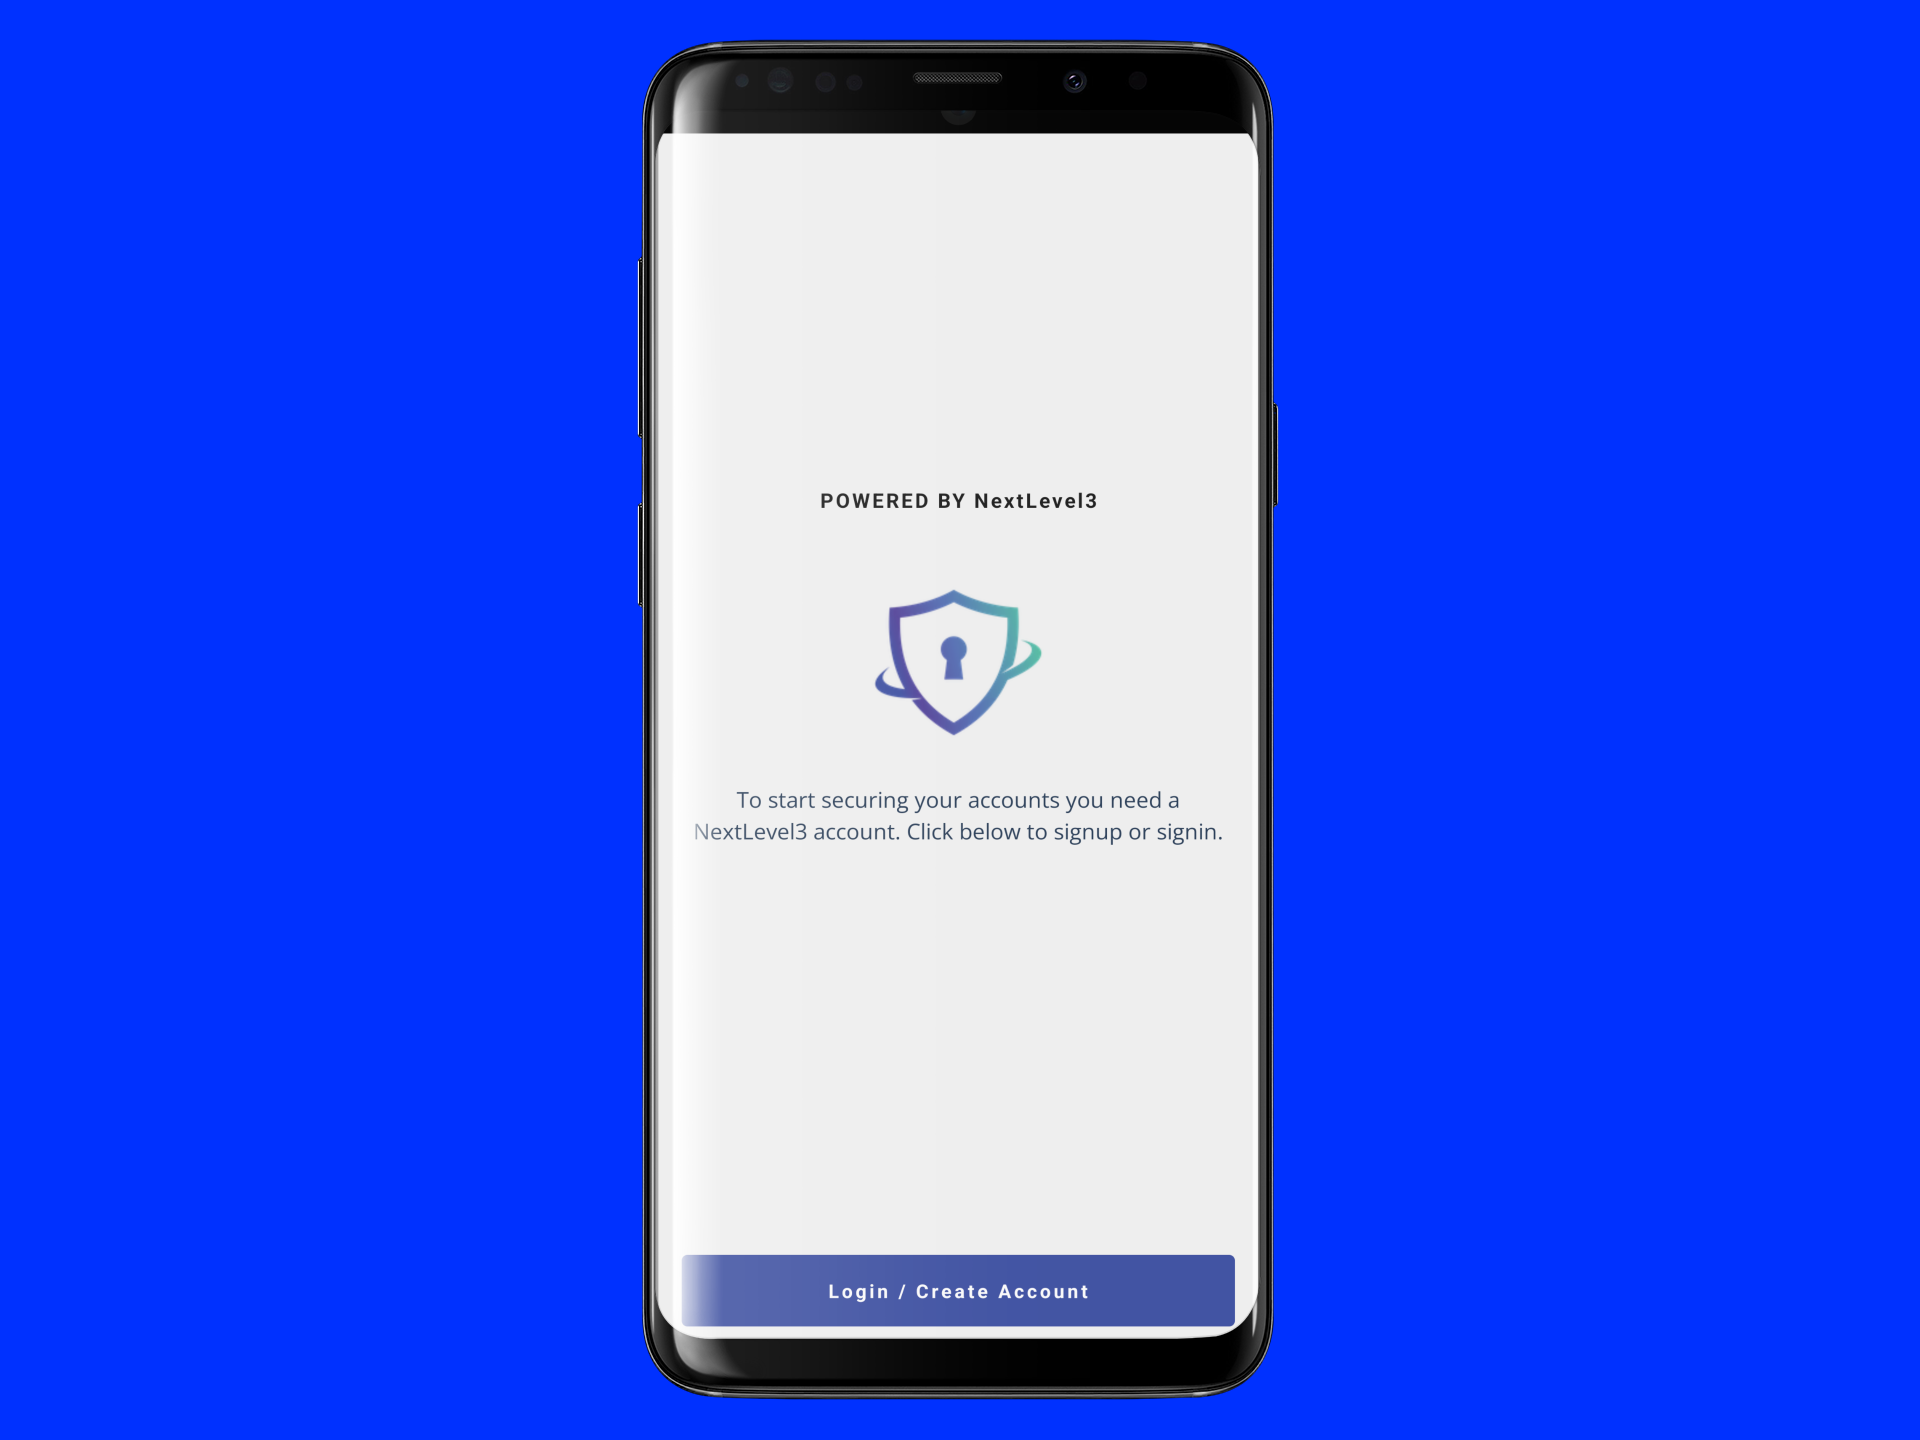 POWERED BY NextLevel3
To start securing your accounts you need a
NextLevel3 account. Click below to signup or signin.
Login / Create Account